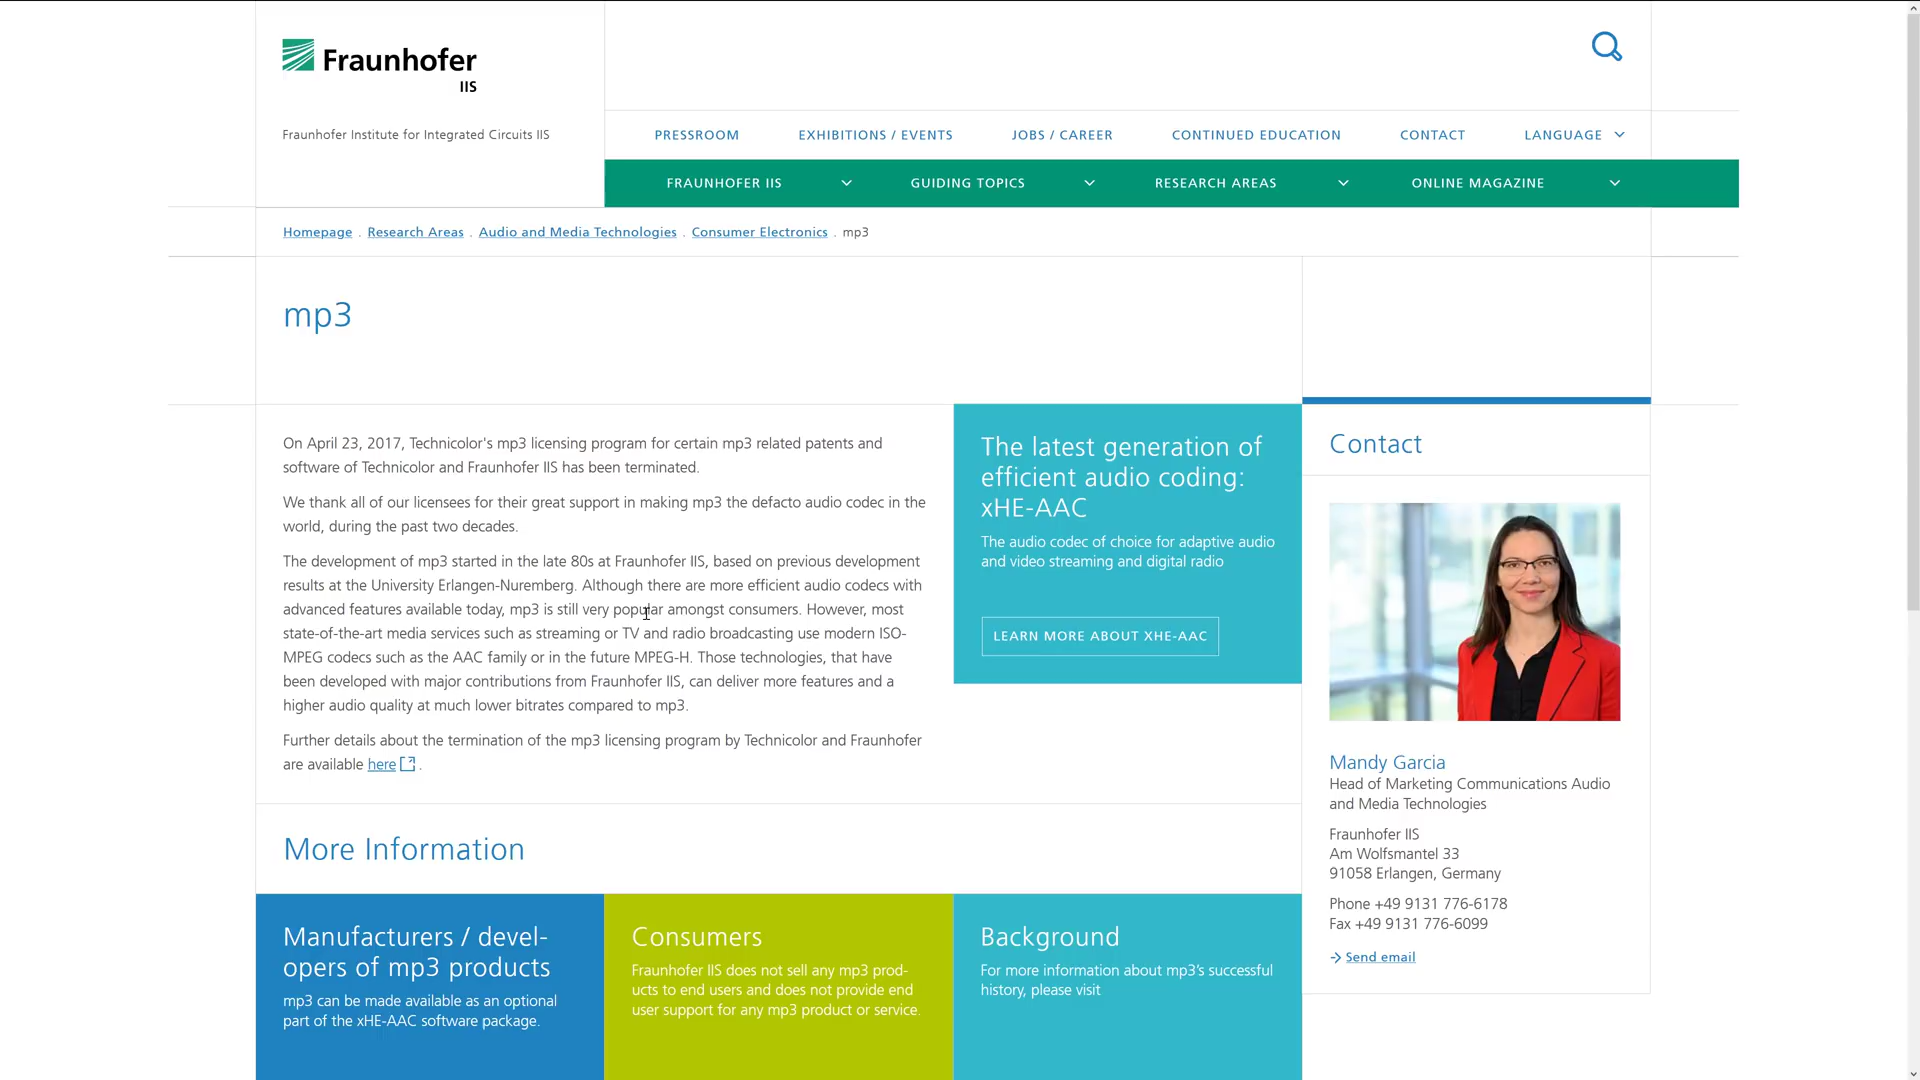 Fraunhofer
IIS
Fraunhofer Institute for Integrated Circuits IIS
PRESSROOM
EXHIBITIONS / EVENTS
JOBS / CAREER
CONTINUED EDUCATION
CONTACT
LANGUAGE
FRAUNHOFER IIS
GUIDING TOPICS
RESEARCH AREAS
ONLINE MAGAZINE
Homepage . Research Areas . Audio and Media Technologies . Consumer Electronics . mp3
mp3
On April 23, 2017, Technicolor's mp3 licensing program for certain mp3 related patents and
software of Technicolor and Fraunhofer IIS has been terminated.
We thank all of our licensees for their great support in making mp3 the defacto audio codec in the
world, during the past two decades.
The development of mp3 started in the late 80s at Fraunhofer IIS, based on previous development
results at the University Erlangen-Nuremberg. Although there are more efficient audio codecs with
advanced features available today, mp3 is still very popular amongst consumers. However, most
state-of-the-art media services such as streaming or TV and radio broadcasting use modern ISO-
MPEG codecs such as the AAC family or in the future MPEG-H. Those technologies, that have
been developed with major contributions from Fraunhofer IIS, can deliver more features and a
higher audio quality at much lower bitrates compared to mp3.
Further details about the termination of the mp3 licensing program by Technicolor and Fraunhofer
are available here .
The latest generation of
efficient audio coding:
xHE-AAC
The audio codec of choice for adaptive audio
and video streaming and digital radio
LEARN MORE ABOUT XHE-AAC
Contact
Mandy Garcia
Head of Marketing Communications Audio
and Media Technologies
Fraunhofer IIS
Am Wolfsmantel 33
91058 Erlangen, Germany
Phone +49 9131 776-6178
Fax +49 9131 776-6099
Send email
More Information
Manufacturers / devel-
opers of mp3 products
mp3 can be made available as an optional
part of the xHE-AAC software package.
Consumers
Fraunhofer IIS does not sell any mp3 prod-
ucts to end users and does not provide end
user support for any mp3 product or service.
Background
For more information about mp3’s successful
history, please visit